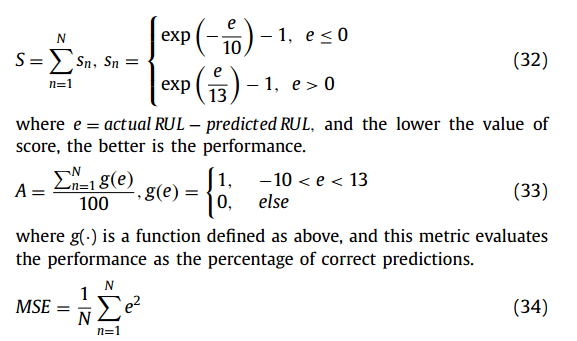 S = \sum_{n=1}^{N} s_n, s_n = \begin{cases} \exp\left(-\frac{e}{10}\right) - 1, & e \leq 0 \\ \exp\left(\frac{e}{13}\right) - 1, & e > 0 \end{cases} (32)
where e = actual RUL − predicted RUL, and the lower the value of
score, the better is the performance.
A = \frac{\sum_{n=1}^{N} g(e)}{100}, g(e) = \begin{cases} 1, & -10 < e < 13 \\ 0, & else \end{cases} (33)
where g(·) is a function defined as above, and this metric evaluates
the performance as the percentage of correct predictions.
MSE = \frac{1}{N} \sum_{n=1}^{N} e^2 (34)